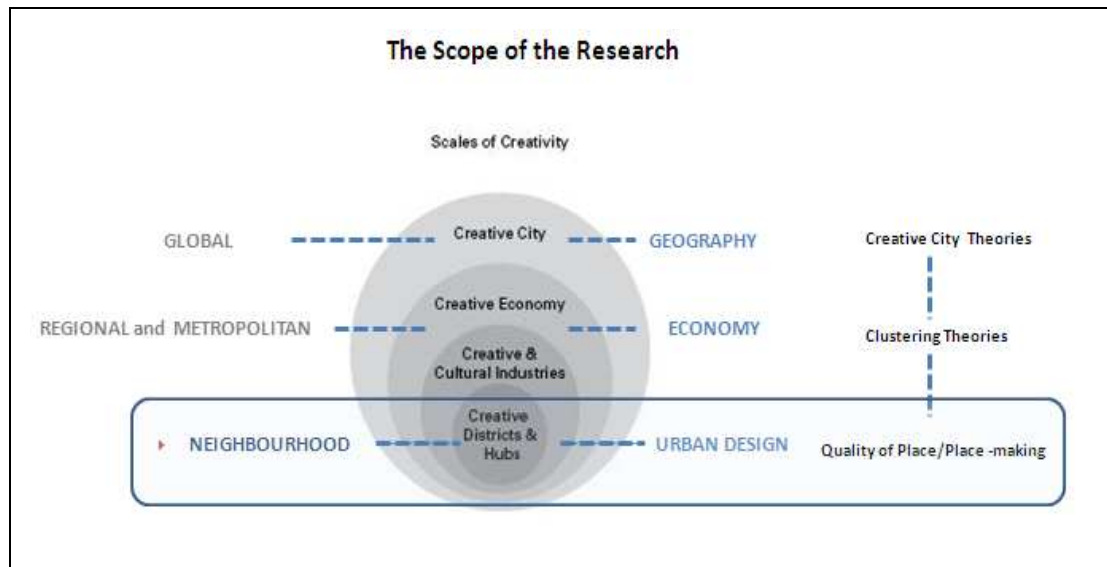 The Scope of the Research
Scales of Creativity
GLOBAL
Creative City
GEOGRAPHY
Creative City Theories
REGIONAL and METROPOLITAN
Creative Economy
ECONOMY
Clustering Theories
Creative &
Cultural Industries
NEIGHBOURHOOD
Creative
Districts &
Hubs
URBAN DESIGN
Quality of Place/Place -making